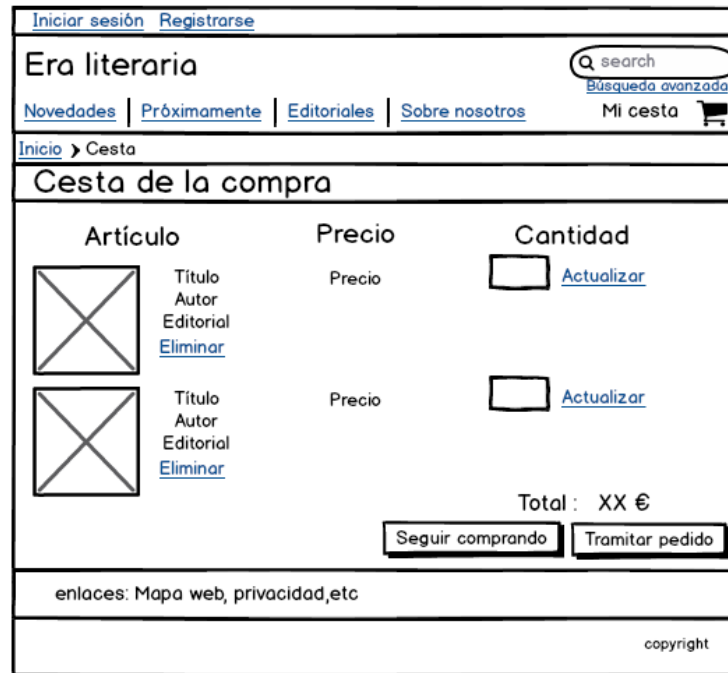 Iniciar sesión Registrarse
Era literaria
search
Búsqueda avanzada
Novedades Próximamente Editoriales Sobre nosotros Mi cesta
Inicio > Cesta
Cesta de la compra
Artículo Precio Cantidad
Título Precio Actualizar
Autor
Editorial
Eliminar
Título Precio Actualizar
Autor
Editorial
Eliminar
Total : XX €
Seguir comprando Tramitar pedido
enlaces: Mapa web, privacidad,etc
copyright